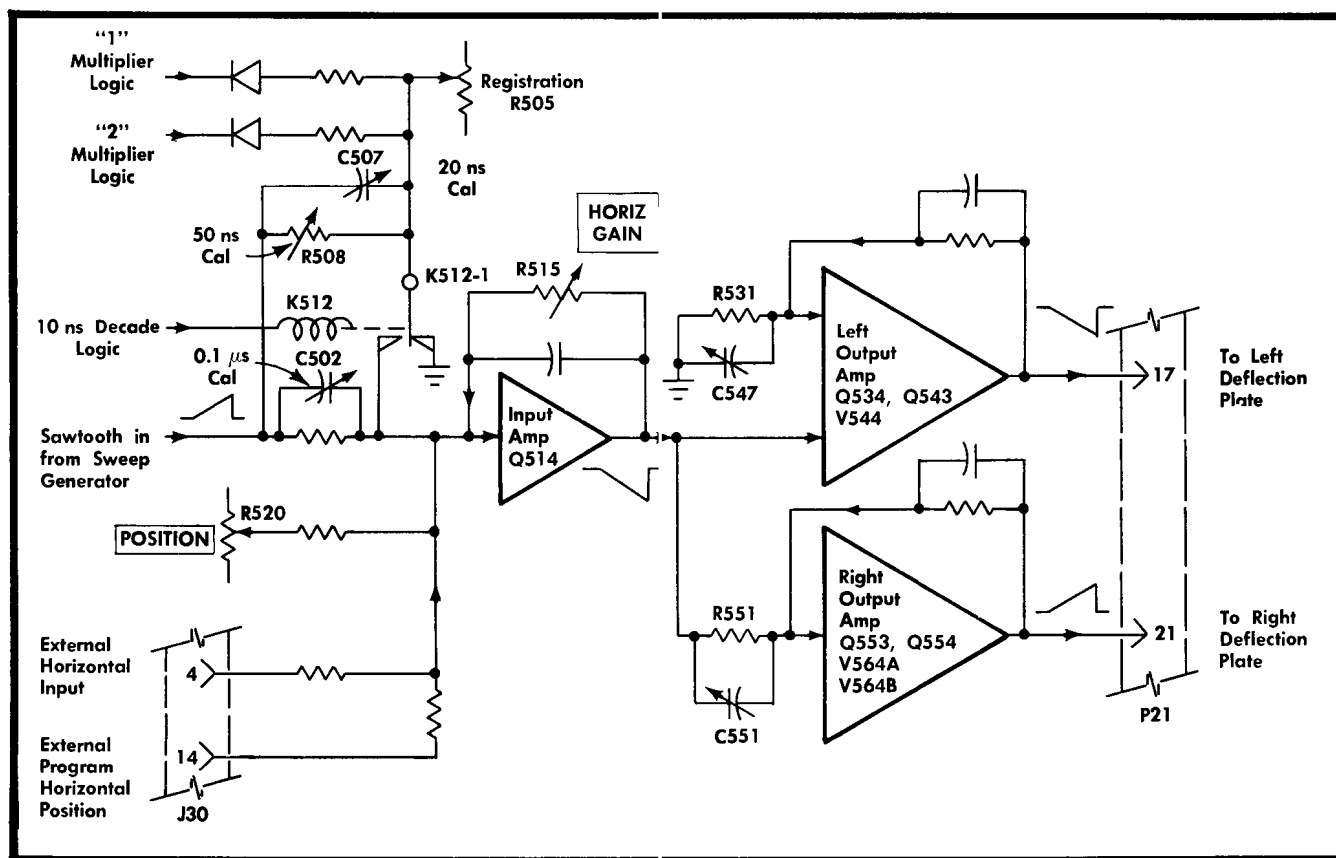 “1”
Multiplier
Logic
“2”
Multiplier
Logic
Registration
R505
C507
20 ns
Cal
50 ns
Cal
R508
K512-1
HORIZ
GAIN
R515
K512
10 ns Decade
Logic
0.1 μs
Cal
C502
Sawtooth in
from Sweep
Generator
Input
Amp
Q514
R520
POSITION
External
Horizontal
Input
4
External
Program
Horizontal
Position
14
J30
R531
C547
Left
Output
Amp
Q534, Q543
V544
17
To Left
Deflection
Plate
R551
C551
Right
Output
Amp
Q553, Q554
V564A
V564B
21
To Right
Deflection
Plate
P21